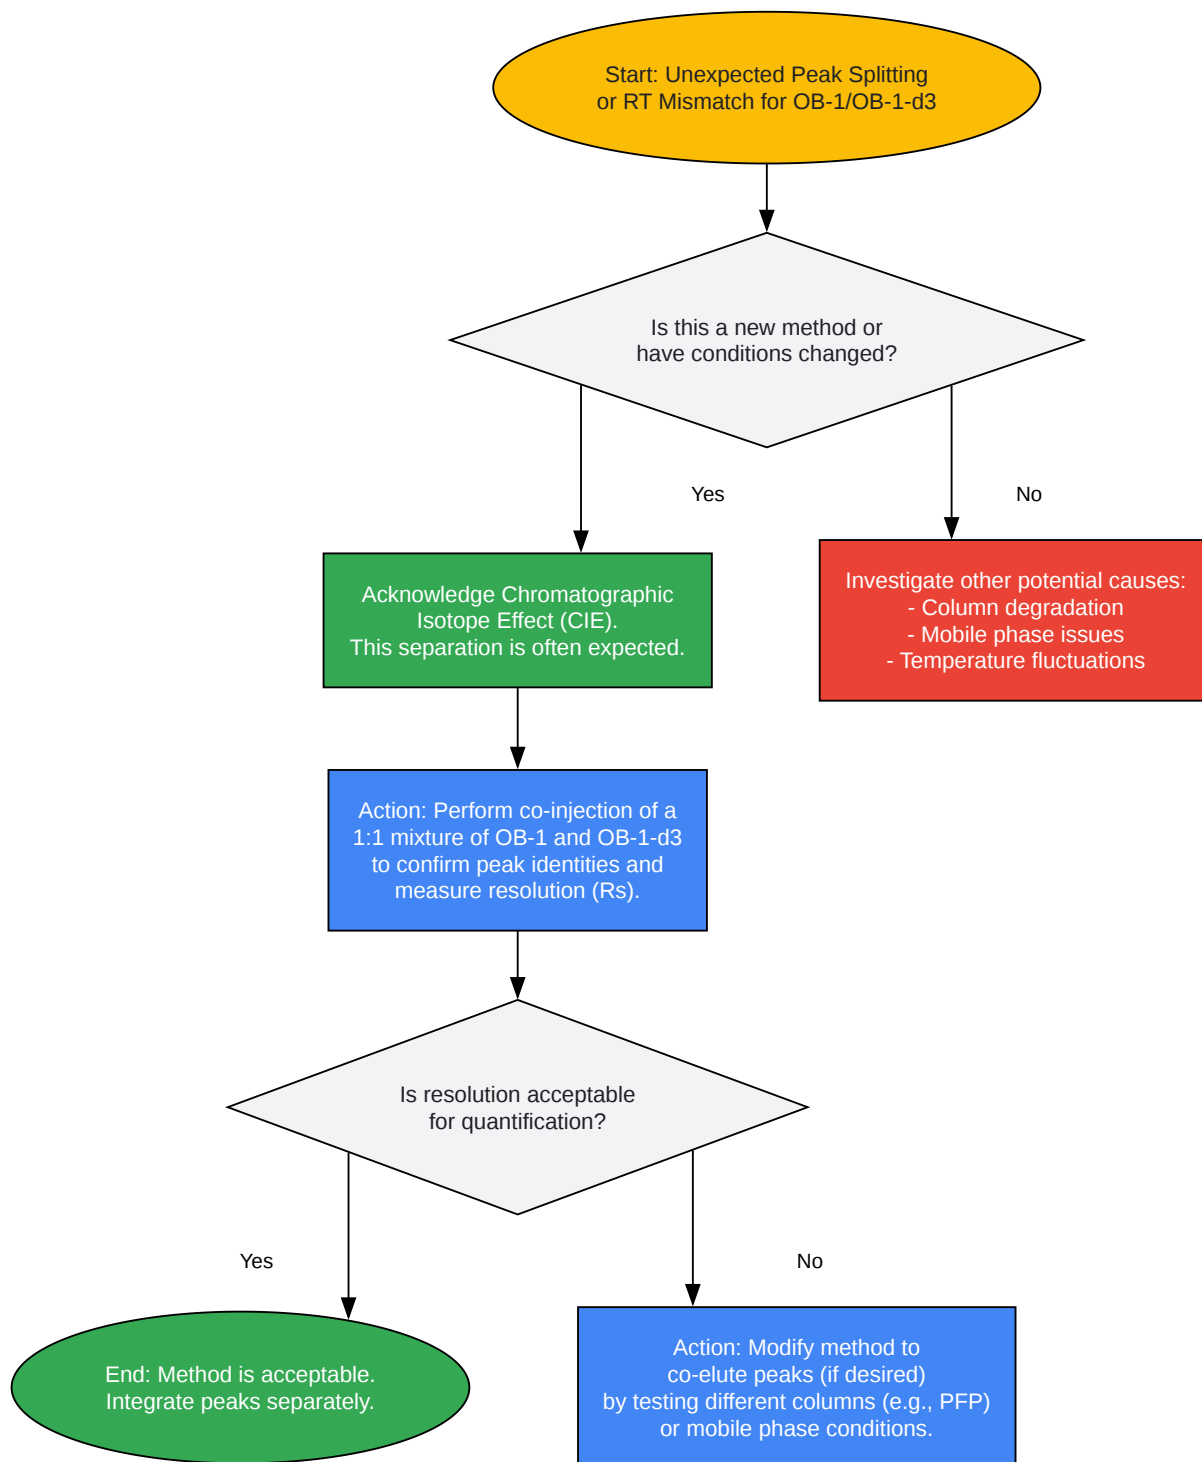 Start: Unexpected Peak Splitting
or RT Mismatch for OB-1/OB-1-d3
Is this a new method or
have conditions changed?
Yes
No
Acknowledge Chromatographic
Isotope Effect (CIE).
This separation is often expected.
Investigate other potential causes:
- Column degradation
- Mobile phase issues
- Temperature fluctuations
Action: Perform co-injection of a
1:1 mixture of OB-1 and OB-1-d3
to confirm peak identities and
measure resolution (Rs).
Is resolution acceptable
for quantification?
Yes
No
End: Method is acceptable.
Integrate peaks separately.
Action: Modify method to
co-elute peaks (if desired)
by testing different columns (e.g., PFP)
or mobile phase conditions.